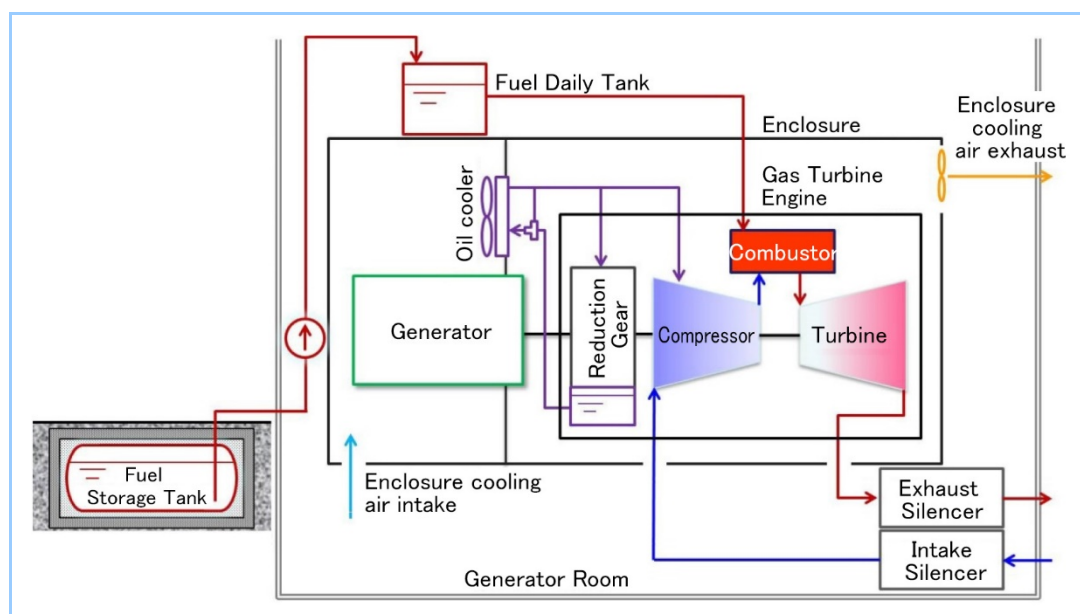 Fuel Daily Tank
Enclosure
Enclosure
cooling
air exhaust
Gas Turbine
Engine
Oil cooler
Combustor
Generator
Reduction
Gear
Compressor
Turbine
Fuel
Storage Tank
Enclosure cooling
air intake
Exhaust
Silencer
Intake
Silencer
Generator Room